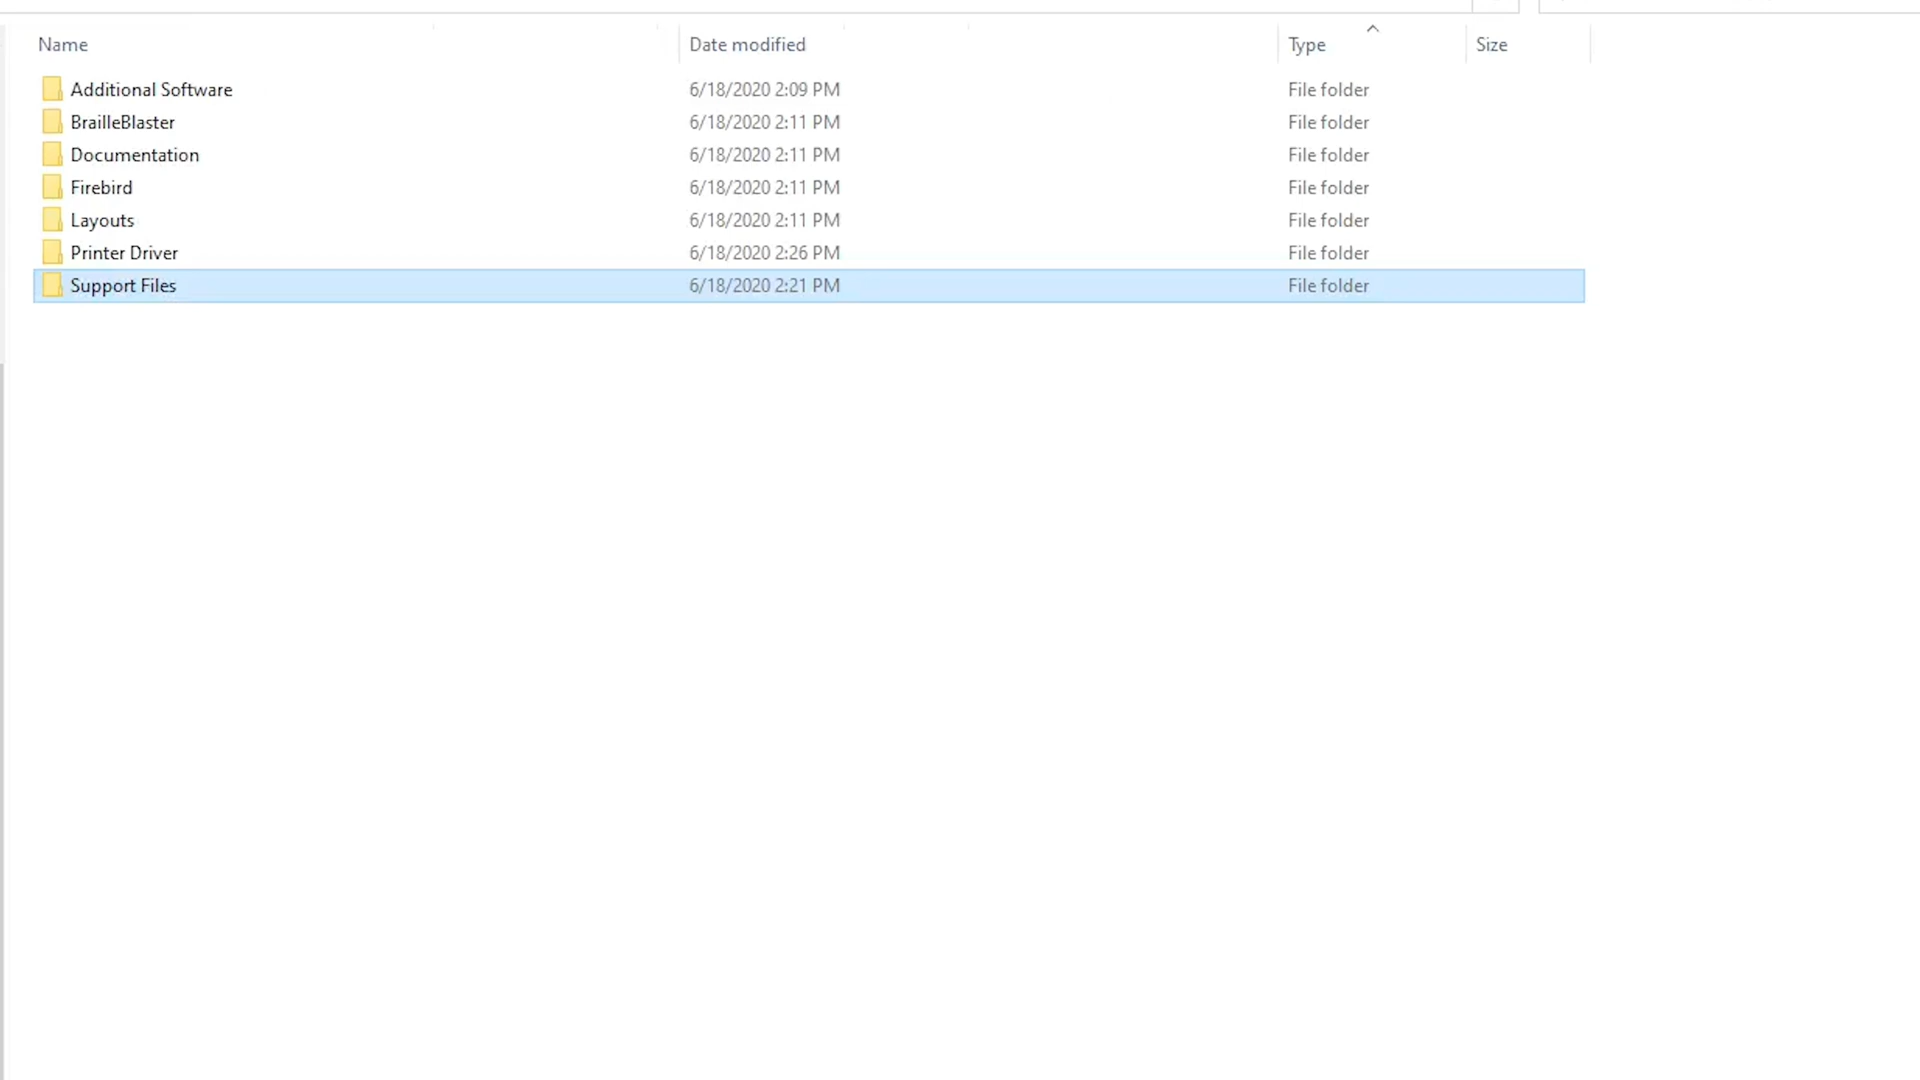 Name Date modified Type Size
Additional Software 6/18/2020 2:09 PM File folder
BrailleBlaster 6/18/2020 2:11 PM File folder
Documentation 6/18/2020 2:11 PM File folder
Firebird 6/18/2020 2:11 PM File folder
Layouts 6/18/2020 2:11 PM File folder
Printer Driver 6/18/2020 2:26 PM File folder
Support Files 6/18/2020 2:21 PM File folder